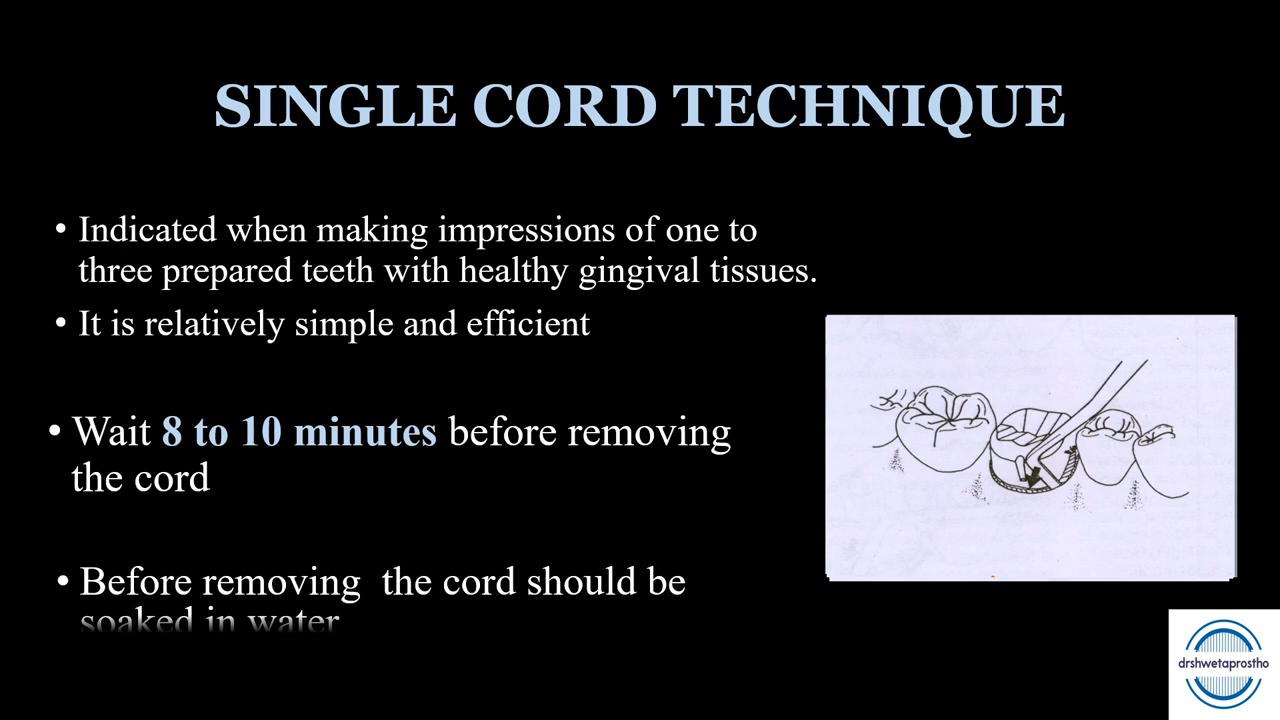 SINGLE CORD TECHNIQUE
• Indicated when making impressions of one to
three prepared teeth with healthy gingival tissues.
• It is relatively simple and efficient
• Wait 8 to 10 minutes before removing
the cord
• Before removing  the cord should be
soaked in water
drshwetaprostho